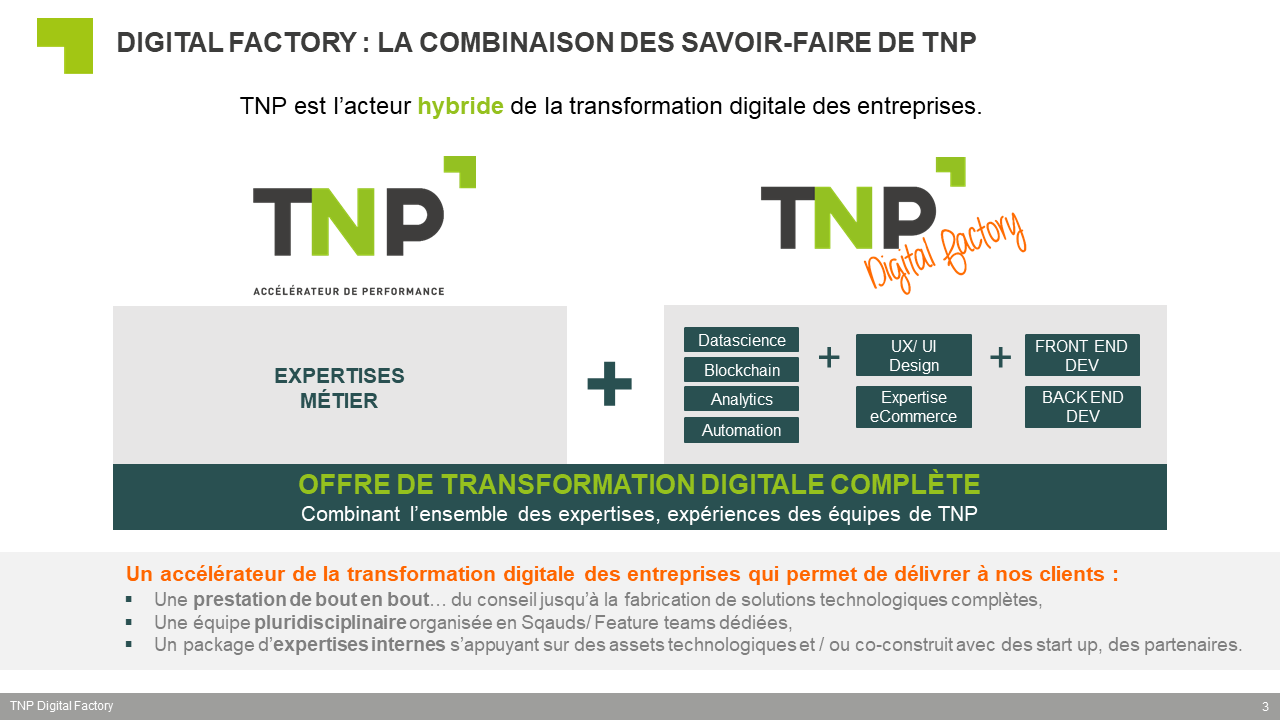 DIGITAL FACTORY : LA COMBINAISON DES SAVOIR-FAIRE DE TNP
TNP est l’acteur hybride de la transformation digitale des entreprises.
TNP
ACCÉLÉRATEUR DE PERFORMANCE
TNP
Digital Factory
EXPERTISES
MÉTIER
+
Datascience
Blockchain
Analytics
Automation
+
UX/ UI
Design
Expertise
eCommerce
+
FRONT END
DEV
BACK END
DEV
OFFRE DE TRANSFORMATION DIGITALE COMPLÈTE
Combinant l’ensemble des expertises, expériences des équipes de TNP
Un accélérateur de la transformation digitale des entreprises qui permet de délivrer à nos clients :
▪ Une prestation de bout en bout… du conseil jusqu’à la fabrication de solutions technologiques complètes,
▪ Une équipe pluridisciplinaire organisée en Sqauds/ Feature teams dédiées,
▪ Un package d’expertises internes s’appuyant sur des assets technologiques et / ou co-construit avec des start up, des partenaires.
TNP Digital Factory
3